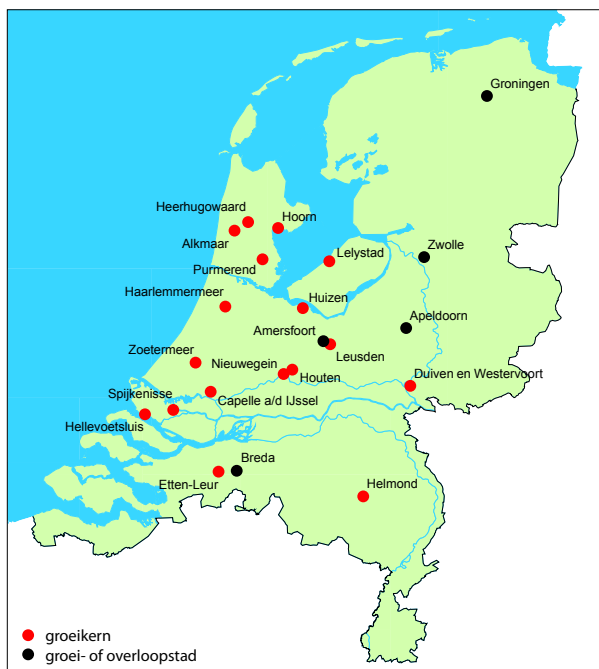 Groningen
Heerhugowaard
Hoorn
Alkmaar
Zwolle
Lelystad
Purmerend
Haarlemmermeer
Huizen
Apeldoorn
Amersfoort
Zoetermeer
Leusden
Nieuwegein
Houten
Duiven en Westervoort
Spijkenisse
Capelle a/d IJssel
Hellevoetsluis
Breda
Etten-Leur
Helmond
groeikern
groei- of overloopstad